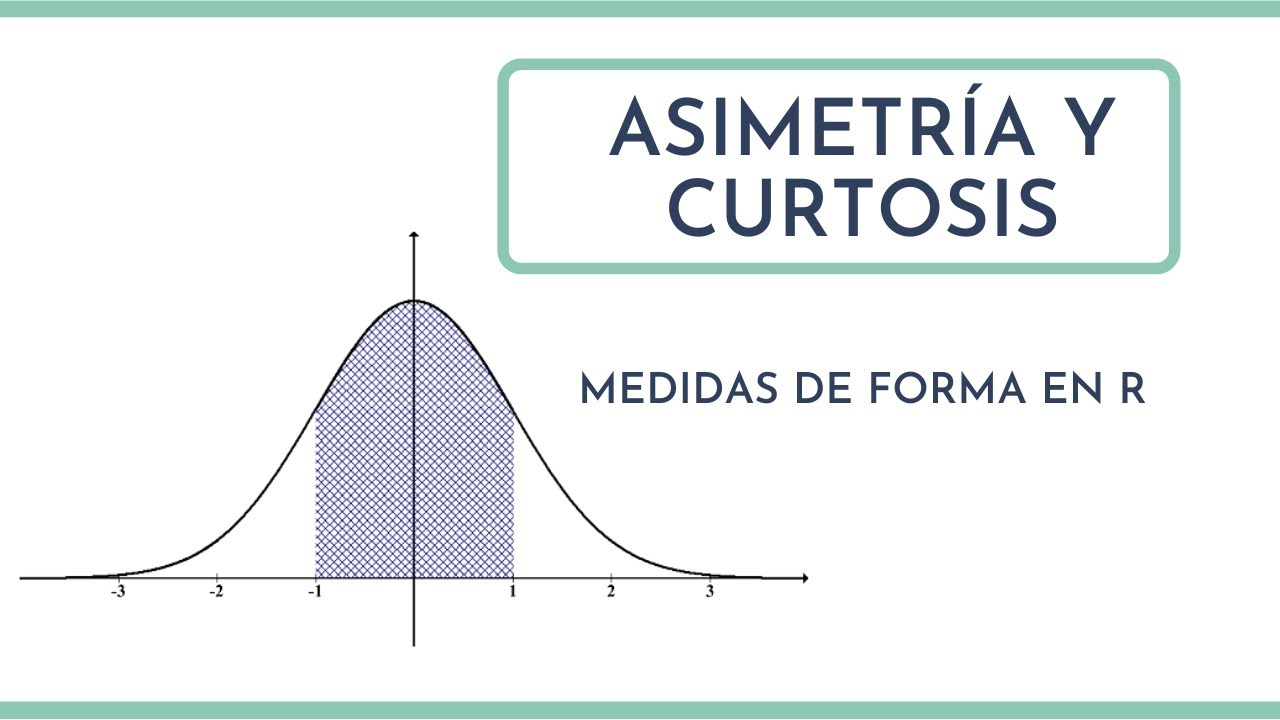 ASIMETRÍA Y
CURTOSIS
MEDIDAS DE FORMA EN R
-3 -2 -1 1 2 3